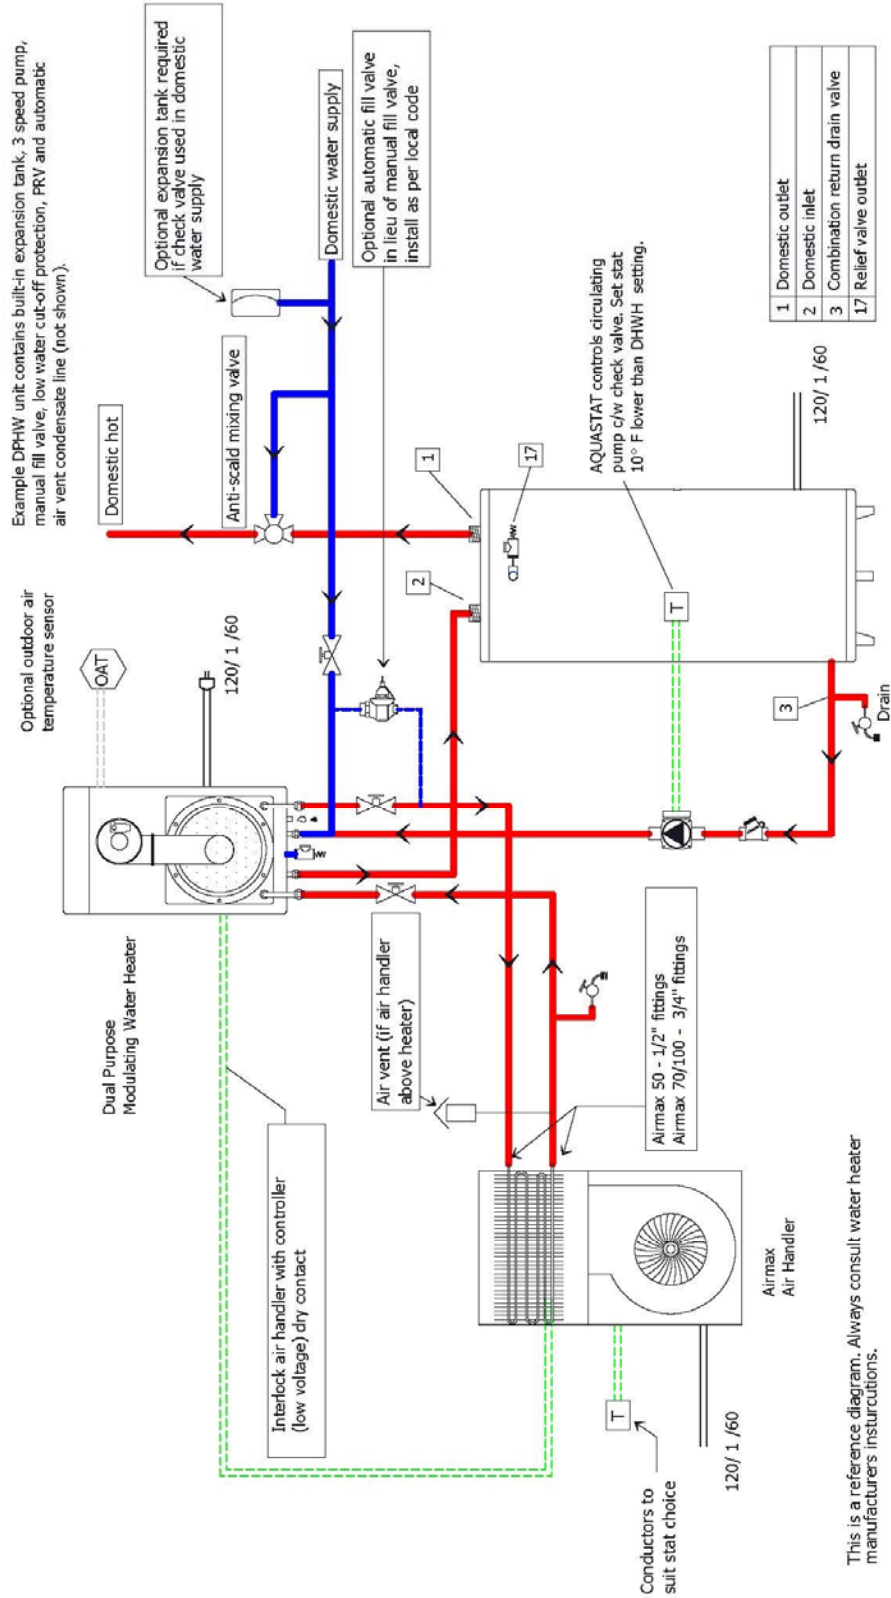 Example DPHW unit contains built-in expansion tank, 3 speed pump,
manual fill valve, low water cut-off protection, PRV and automatic
air vent condensate line (not shown).
Optional outdoor air
temperature sensor
OAT
120/ 1 /60
Dual Purpose
Modulating Water Heater
Domestic hot
Anti-scald mixing valve
Optional expansion tank required
if check valve used in domestic
water supply
Domestic water supply
Optional automatic fill valve
in lieu of manual fill valve,
install as per local code
Interlock air handler with controller
(low voltage) dry contact
Air vent (if air handler
above heater)
2
1
17
AQUASTAT controls circulating
pump c/w check valve. Set stat
10° F lower than DHWH setting.
T
3
Drain
120/ 1 /60
Airmax 50 - 1/2" fittings
Airmax 70/100 - 3/4" fittings
Airmax
Air Handler
T
Conductors to
suit stat choice
120/ 1 /60
1 Domestic outlet
2 Domestic inlet
3 Combination return drain valve
17 Relief valve outlet
This is a reference diagram. Always consult water heater
manufacturers insturcutions.